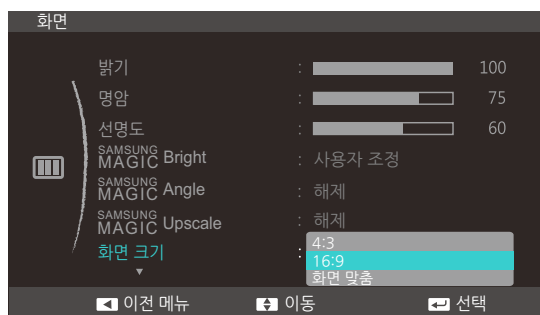 화면
밝기 : 100
명암 : 75
선명도 : 60
SAMSUNG MAGIC Bright : 사용자 조정
SAMSUNG MAGIC Angle : 해제
SAMSUNG MAGIC Upscale : 해제
화면 크기 : 4:3
16:9
화면 맞춤
이전 메뉴 이동 선택